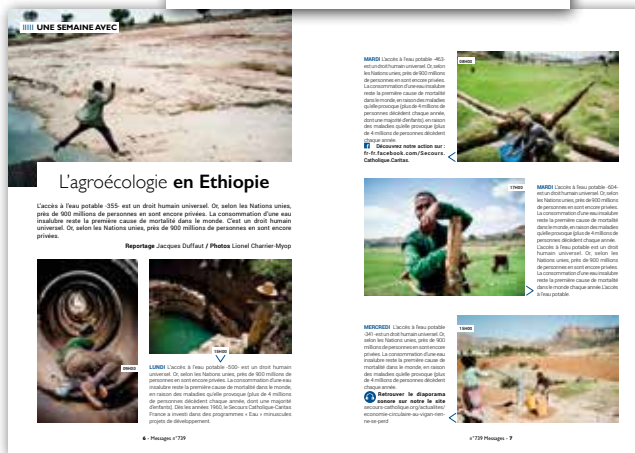 UNE SEMAINE AVEC
L'agroécologie en Ethiopie
L'accès à l'eau potable -355- est un droit humain universel. Or, selon les Nations unies,
près de 900 millions de personnes en sont encore privées. La consommation d'une eau
insalubre reste la première cause de mortalité dans le monde. C'est un droit humain
universel. Or, selon les Nations unies, près de 900 millions de personnes en sont encore
privées.
Reportage Jacques Duffaut / Photos Lionel Charrier-Myop
09H00
15H00
LUNDI L'accès à l'eau potable -500- est un droit humain
universel. Or, selon les Nations unies, près de 900 millions de
personnes en sont encore privées. La consommation d'une eau
insalubre reste la première cause de mortalité dans le monde,
en raison des maladies qu'elle provoque (plus de 4 millions
de personnes décèdent chaque année, dont une majorité
d'enfants). Dès les années 1960, le Secours Catholique-Caritas
France a investi dans des programmes « Eau » minuscules
projets de développement.
6 - Messages n°739
MARDI L'accès à l'eau potable -463-
est un droit humain universel. Or, selon
les Nations unies, près de 900 millions
de personnes en sont encore privées.
La consommation d'une eau insalubre
reste la première cause de mortalité
dans le monde, en raison des maladies
qu'elle provoque (plus de 4 millions de
personnes décèdent chaque année,
dont une majorité d'enfants). en raison
des maladies qu'elle provoque (plus
de 4 millions de personnes décèdent
chaque année.
Découvrez notre action sur :
fr-fr.facebook.com/Secours.
Catholique.Caritas.
09H00
17H00
MARDI L'accès à l'eau potable -604-
est un droit humain universel. Or, selon
les Nations unies, près de 900 millions
de personnes en sont encore privées.
La consommation d'une eau insalubre
reste la première cause de mortalité
dans le monde, en raison des maladies
qu'elle provoque (plus de 4 millions de
personnes décèdent chaque année.
L'accès à l'eau potable est un droit
humain universel. Or, selon les Nations
unies, près de 900 millions de
personnes en sont encore privées. La
consommation d'une eau insalubre
reste la première cause de mortalité
dans le monde chaque année.L'accès
à l'eau potable.
MERCREDI L'accès à l'eau potable
-341- est un droit humain universel. Or,
selon les Nations unies, près de 900
millions de personnes en sont encore
privées. La consommation d'une eau
insalubre reste la première cause de
mortalité dans le monde, en raison
des maladies qu'elle provoque (plus
de 4 millions de personnes décèdent
chaque année.
Retrouver le diaporama
sonore sur notre le site
secours-catholique.org/actualites/
economie-circulaire-au-vigan-rien-
ne-se-perd
15H00
n°739 Messages - 7